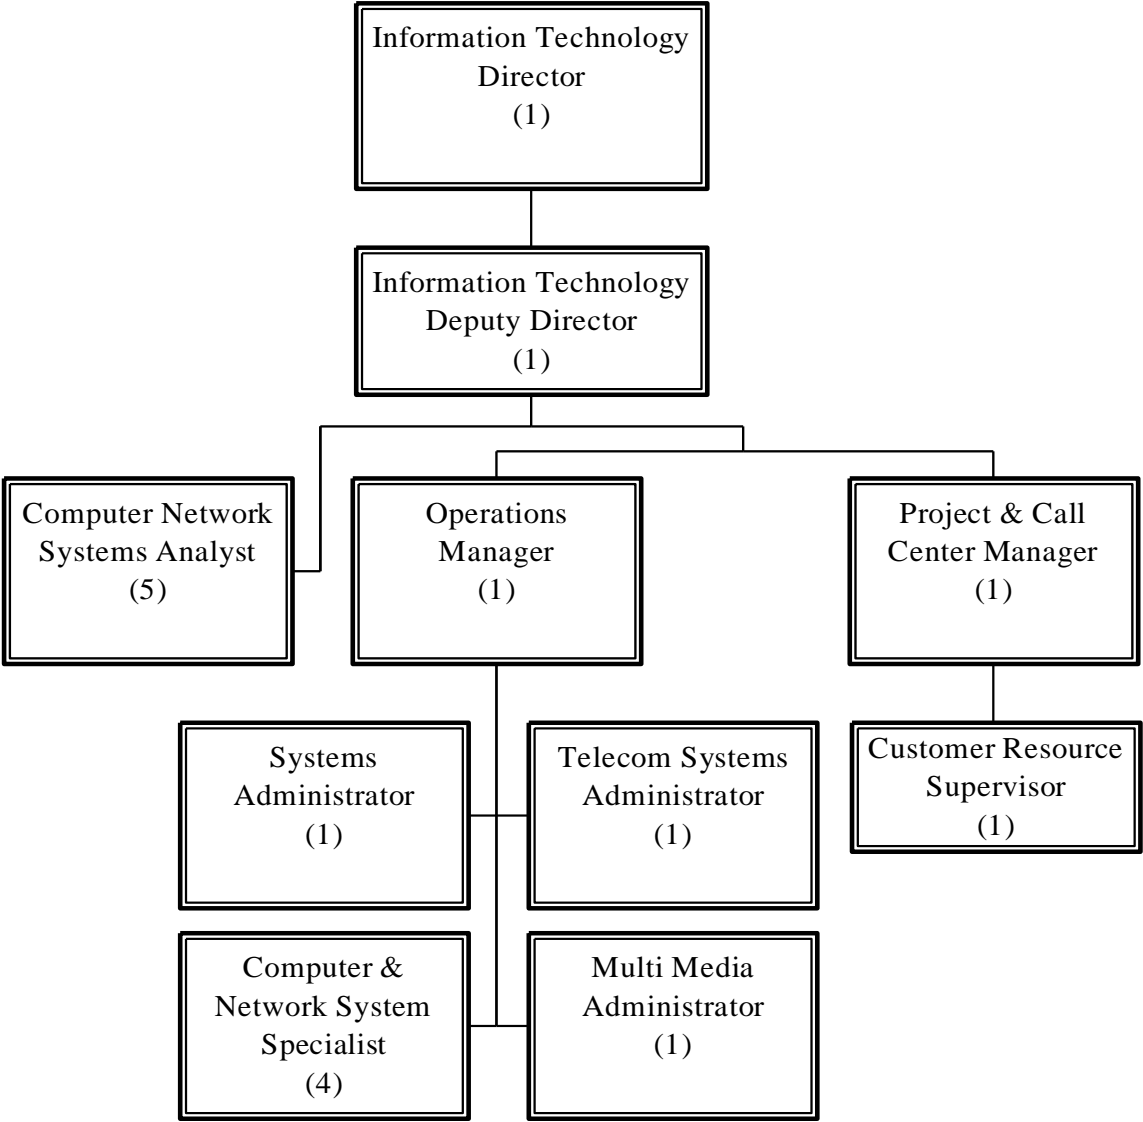 Information Technology
Director
(1)
Information Technology
Deputy Director
(1)
Computer Network
Systems Analyst
(5)
Operations
Manager
(1)
Project & Call
Center Manager
(1)
Systems
Administrator
(1)
Telecom Systems
Administrator
(1)
Customer Resource
Supervisor
(1)
Computer &
Network System
Specialist
(4)
Multi Media
Administrator
(1)